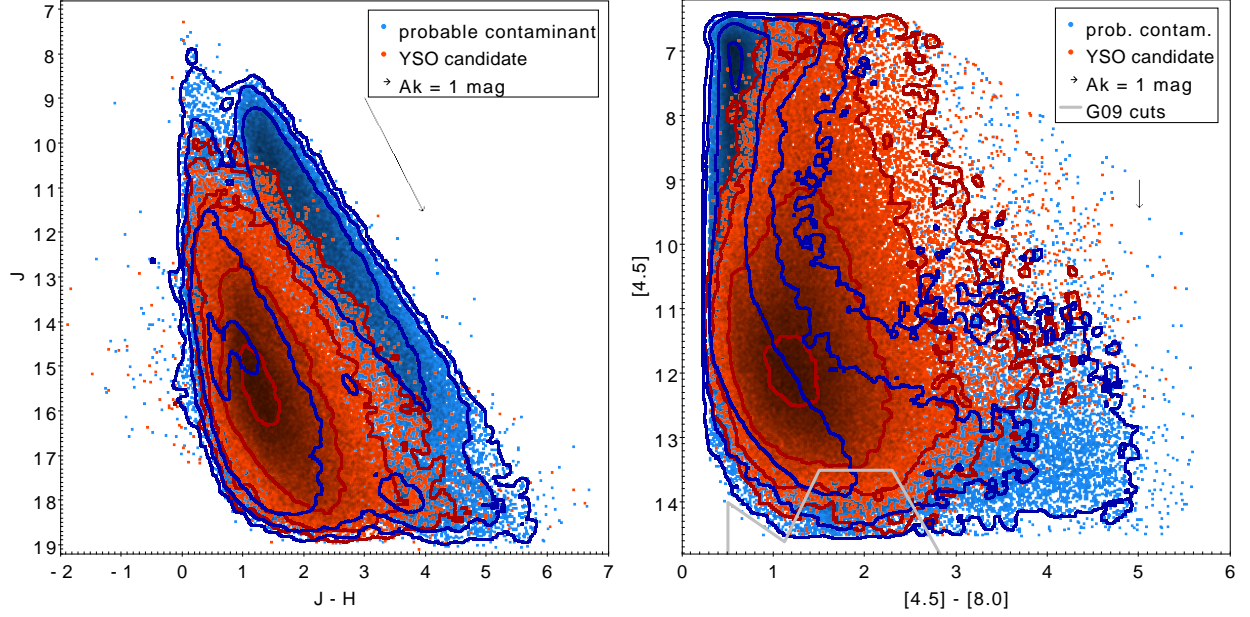 probable contaminant
YSO candidate
Ak = 1 mag
7
8
9
10
11
12
13
14
15
16
17
18
19
J
-2 -1 0 1 2 3 4 5 6 7
J - H
prob. contam.
YSO candidate
Ak = 1 mag
G09 cuts
7
8
9
10
11
12
13
14
[4.5]
0 1 2 3 4 5 6
[4.5] - [8.0]